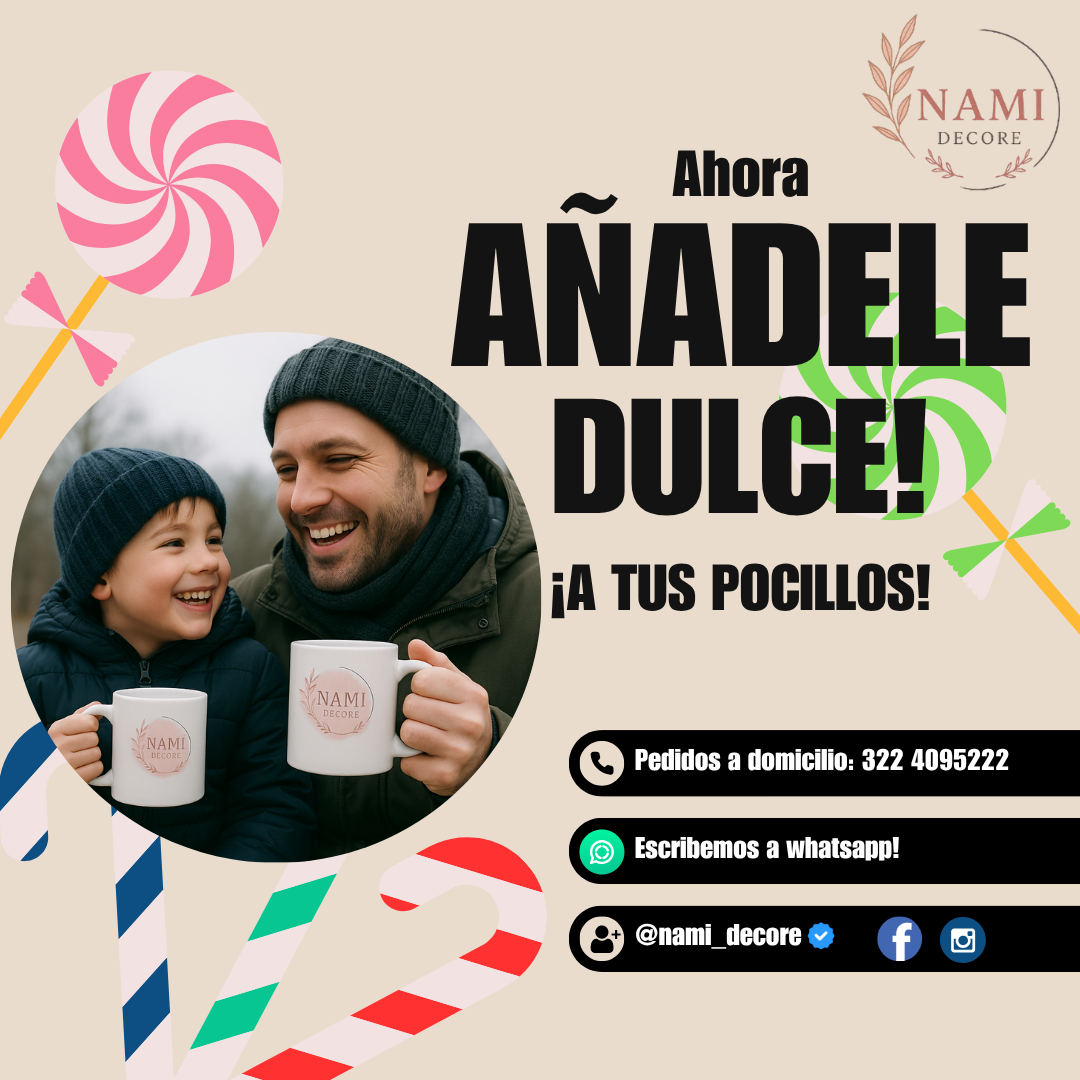 NAMI
DECORE
Ahora
AÑADELE
DULCE!
¡A TUS POCILLOS!
NAMI
DECORE
NAMI
DECORE
Pedidos a domicilio: 322 4095222
Escribemos a whatsapp!
@nami_decore